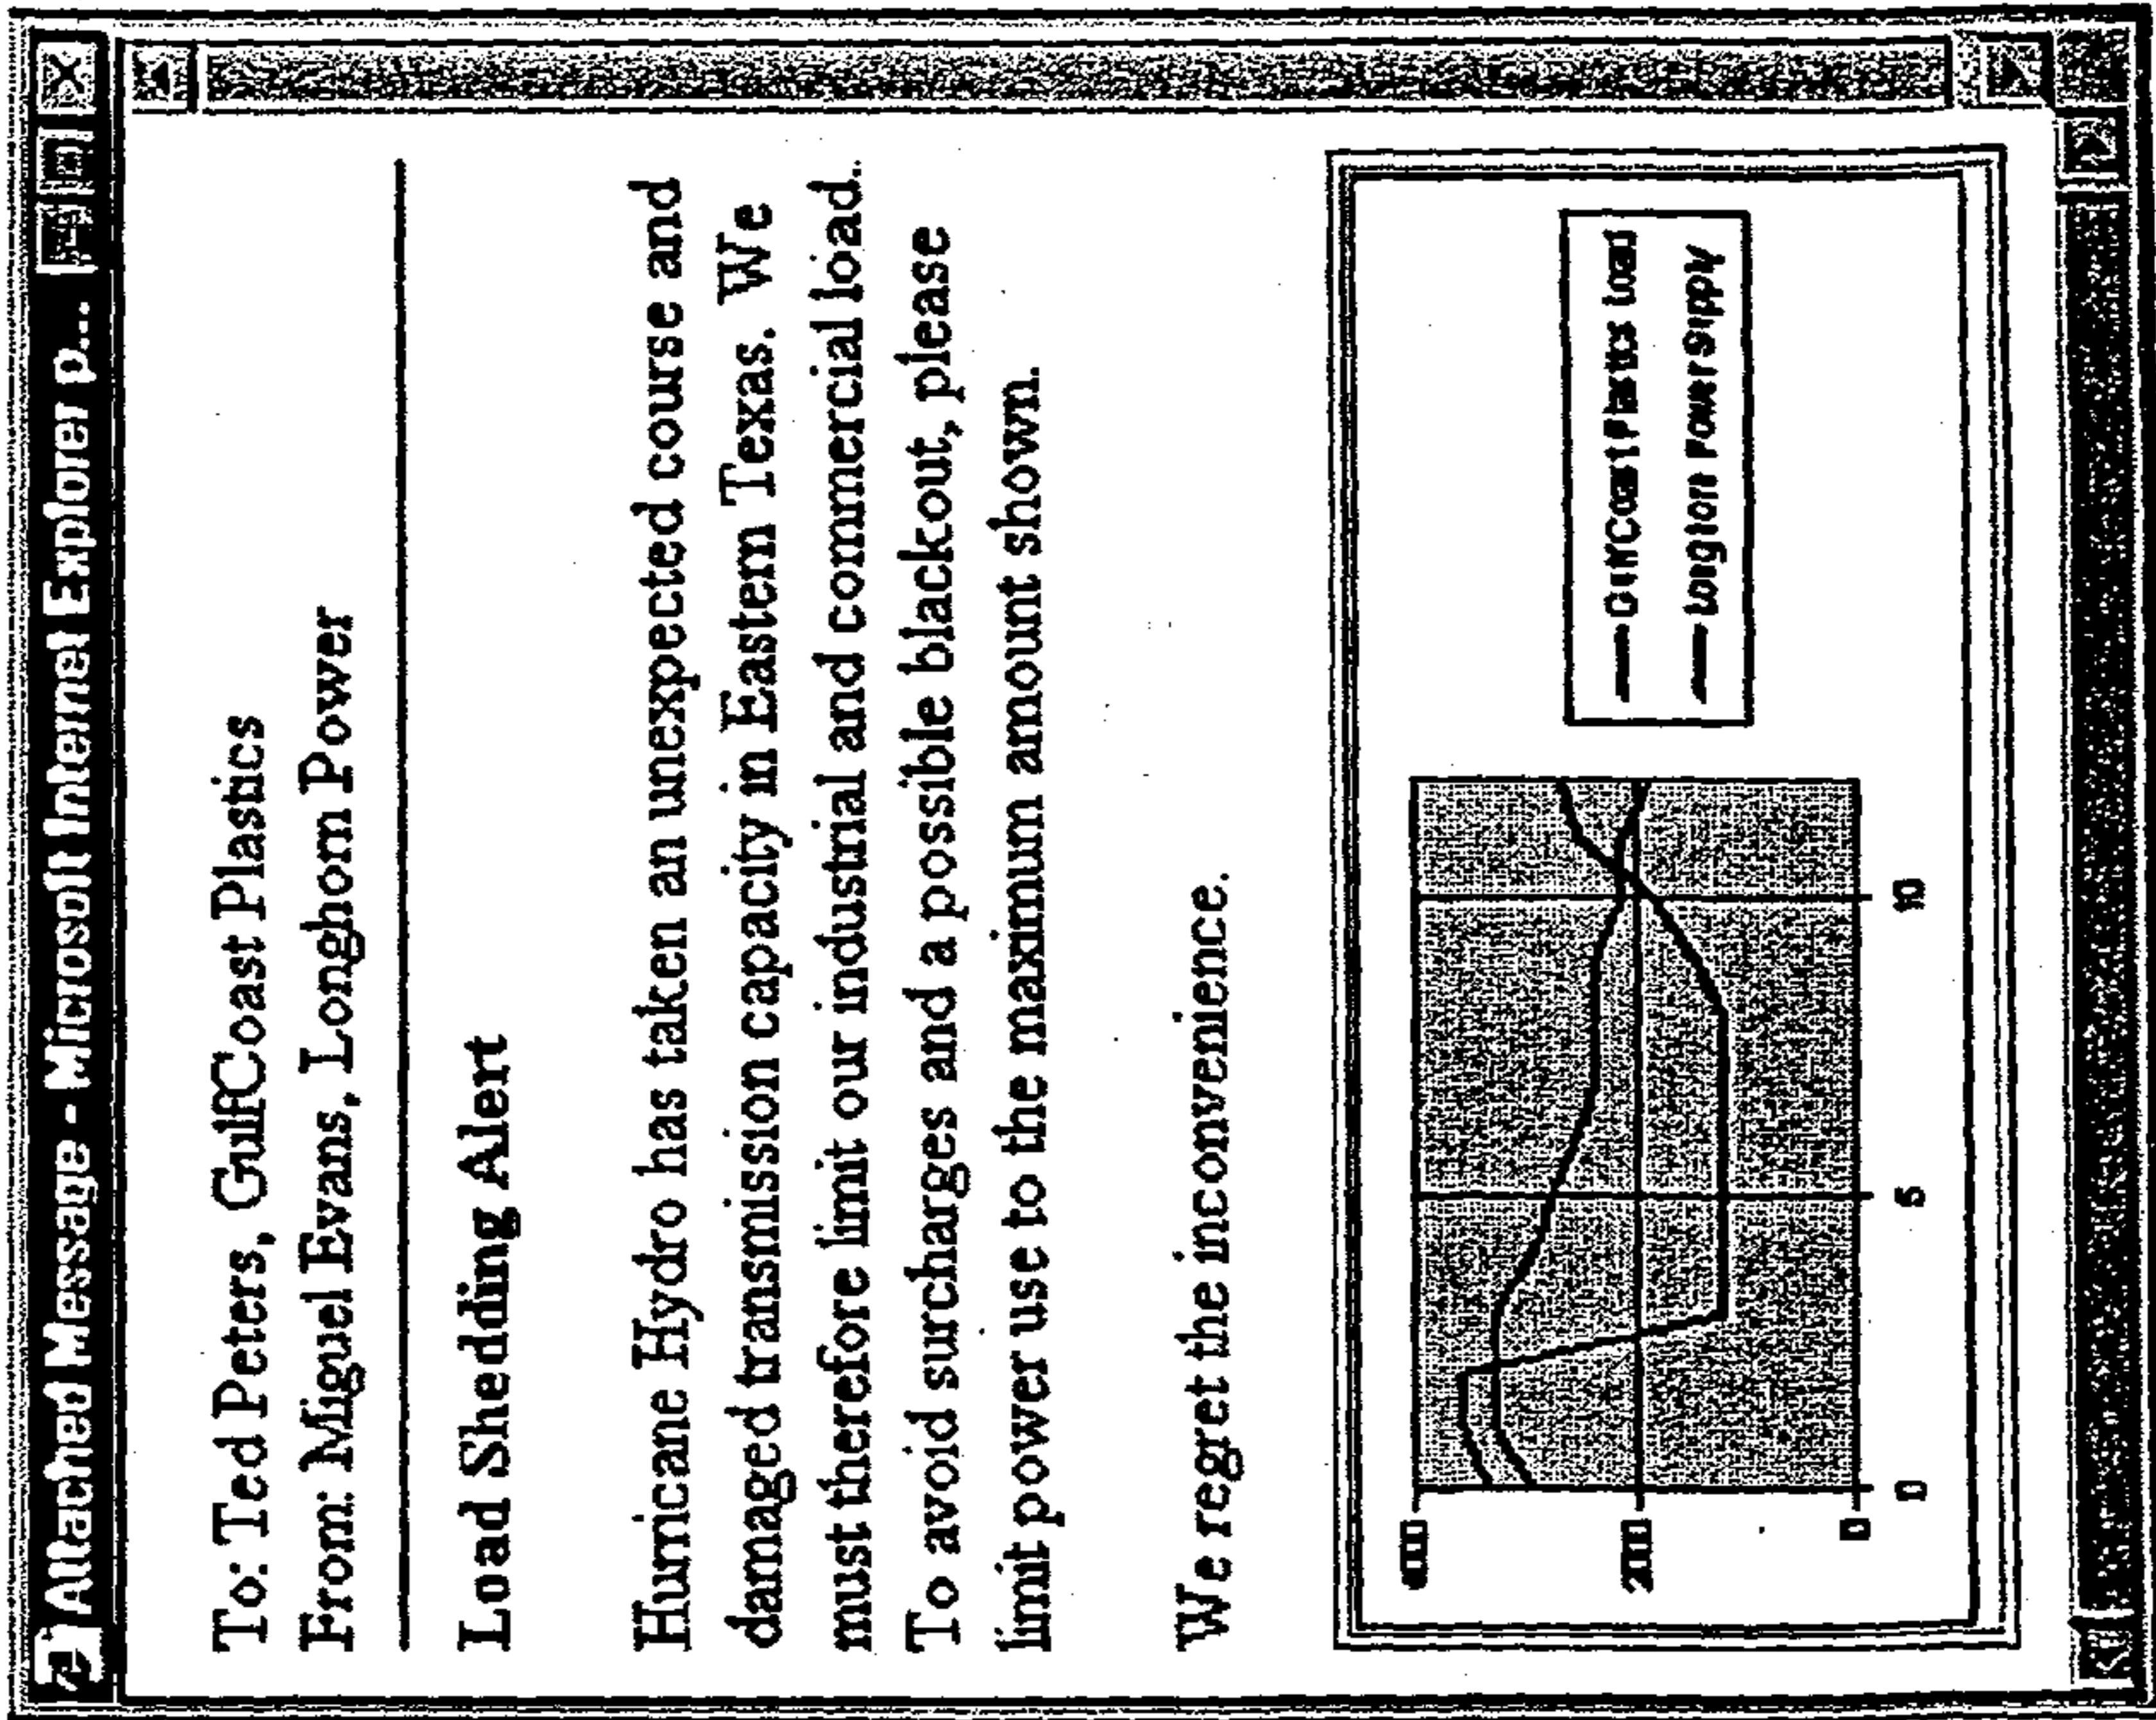 Attached Message - Microsoft Internet Explorer p...
To: Ted Peters, GulfCoast Plastics
From: Miguel Evans, Longhorn Power
Load Shedding Alert
Hurricane Hydro has taken an unexpected course and
damaged transmission capacity in Eastern Texas. We
must therefore limit our industrial and commercial load.
To avoid surcharges and a possible blackout, please
limit power use to the maximum amount shown.
We regret the inconvenience.
400
200
0
0
5
10
GulfCoast Plastics Load
Longhorn Power Supply